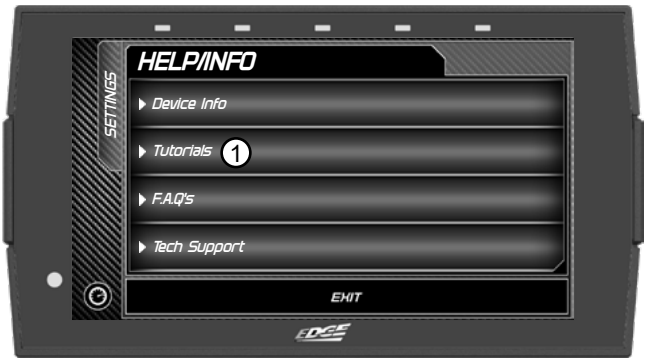 HELP/INFO
SETTINGS
Device Info
Tutorials 1
F.A.Q's
Tech Support
EXIT
EDGE